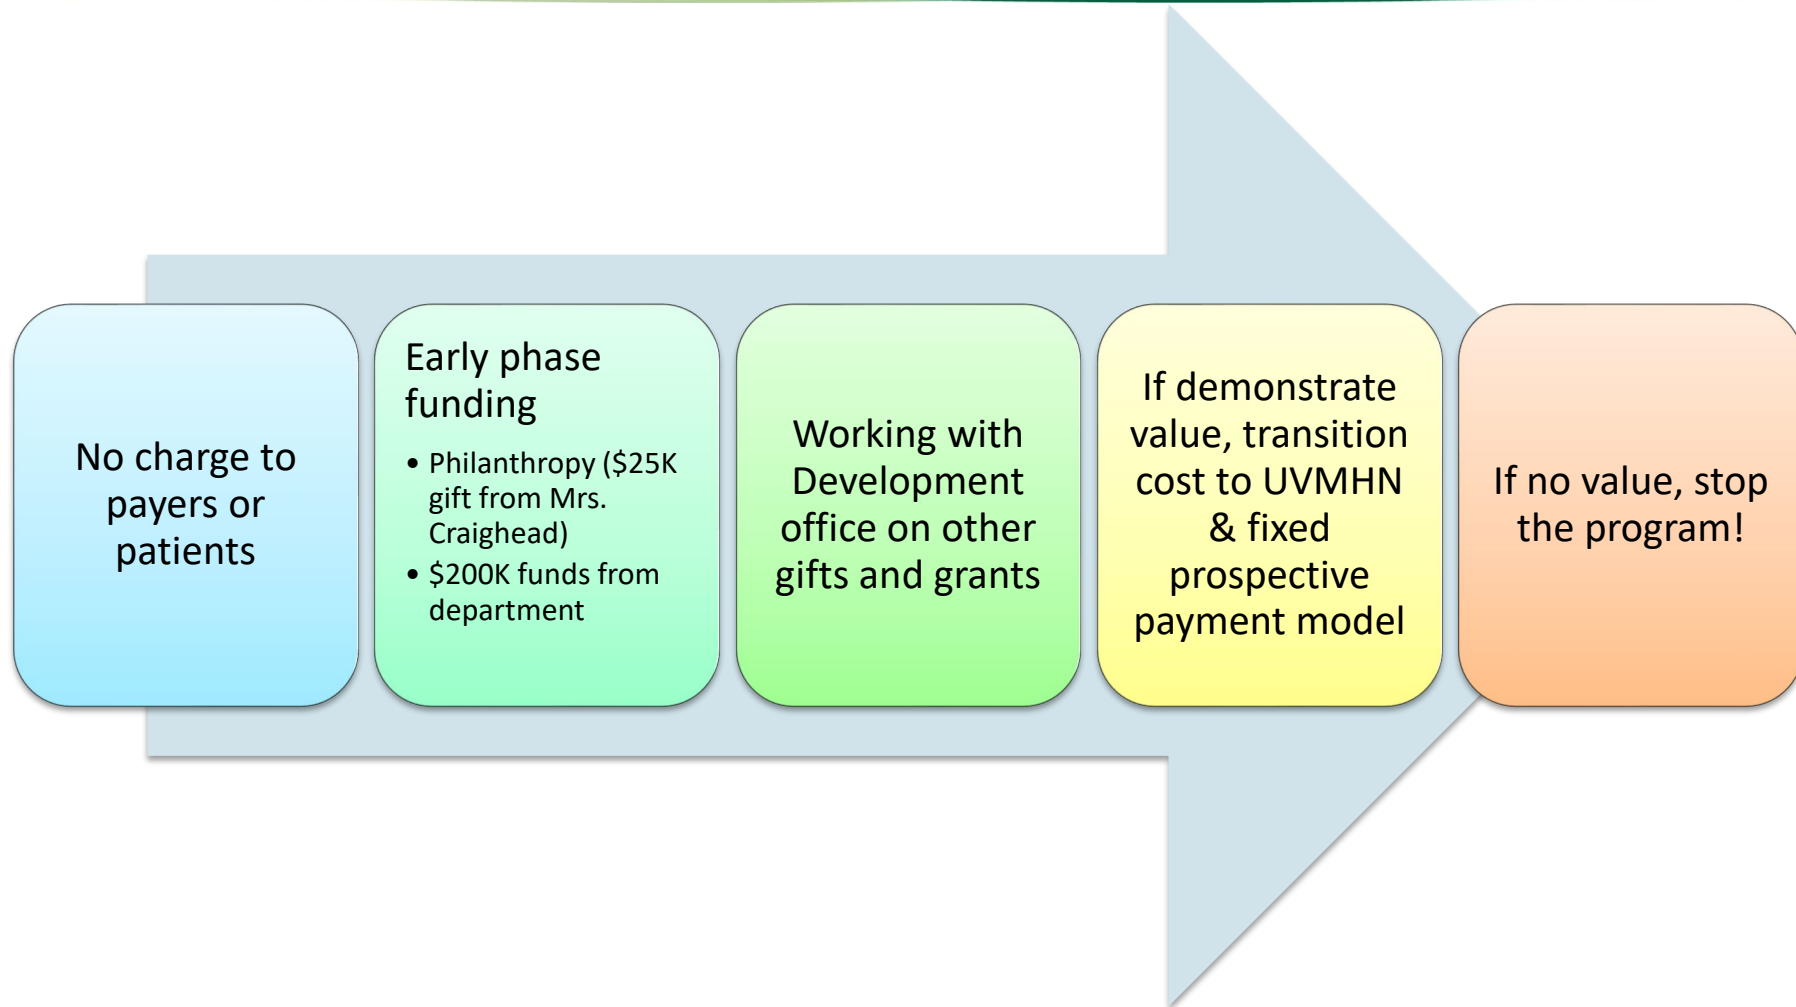 No charge to
payers or
patients
Early phase
funding
• Philanthropy ($25K
gift from Mrs.
Craighead)
• $200K funds from
department
Working with
Development
office on other
gifts and grants
If demonstrate
value, transition
cost to UVMHN
& fixed
prospective
payment model
If no value, stop
the program!